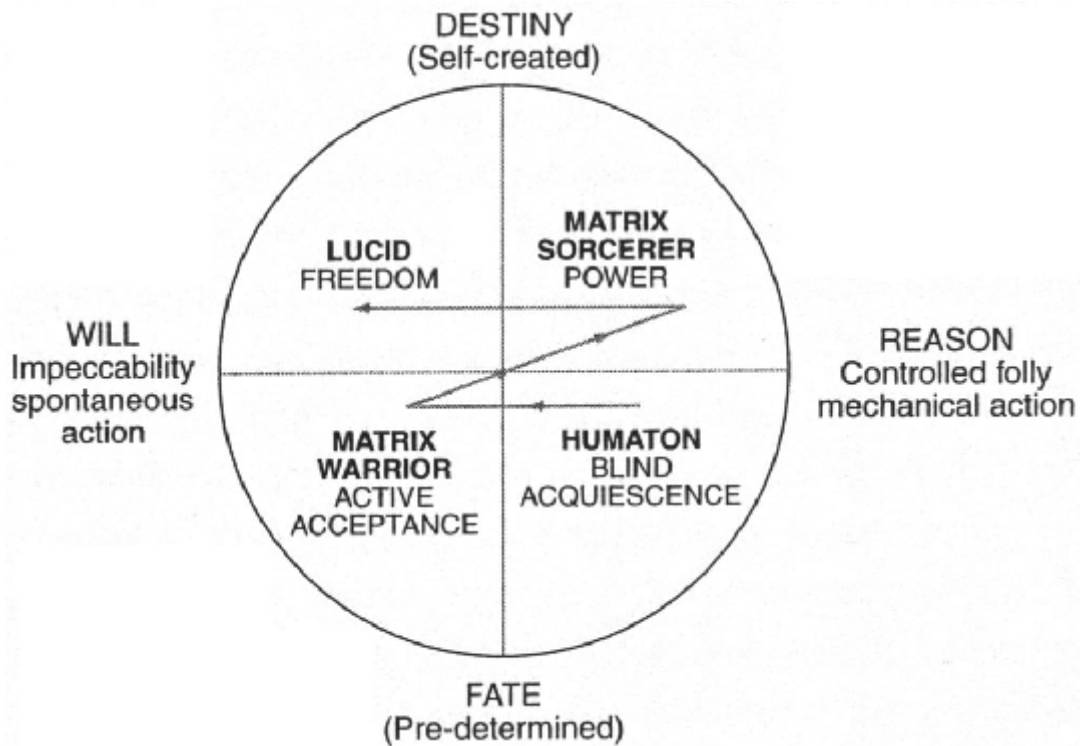 DESTINY
(Self-created)
LUCID
FREEDOM
MATRIX
SORCERER
POWER
WILL
Impeccability
spontaneous
action
REASON
Controlled folly
mechanical action
MATRIX
WARRIOR
ACTIVE
ACCEPTANCE
HUMATON
BLIND
ACQUIESCENCE
FATE
(Pre-determined)